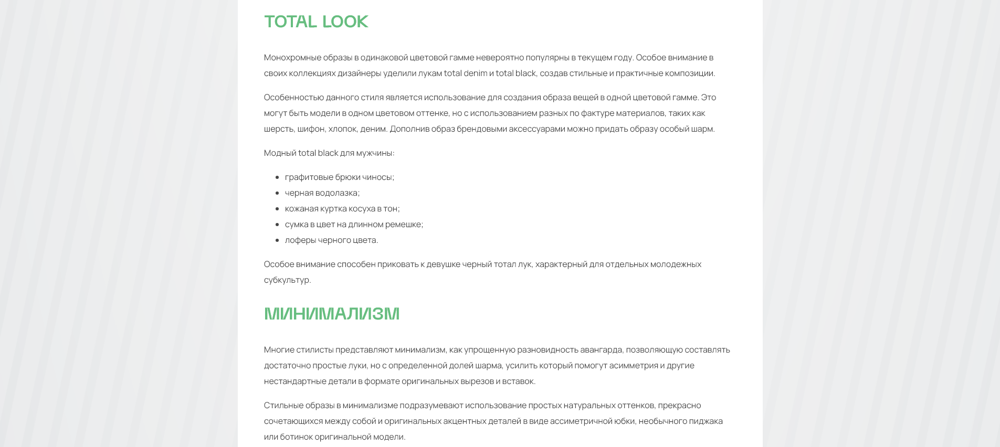 TOTAL LOOK
Монохромные образы в одинаковой цветовой гамме невероятно популярны в текущем году. Особое внимание в
своих коллекциях дизайнеры уделили лукам total denim и total black, создав стильные и практичные композиции.
Особенностью данного стиля является использование для создания образа вещей в одной цветовой гамме. Это
могут быть модели в одном цветовом оттенке, но с использованием разных по фактуре материалов, таких как
шерсть, шифон, хлопок, деним. Дополнив образ брендовыми аксессуарами можно придать образу особый шарм.
Модный total black для мужчины:
• графитовые брюки чиносы;
• черная водолазка;
• кожаная куртка косуха в тон;
• сумка в цвет на длинном ремешке;
• лоферы черного цвета.
Особое внимание способен приковать к девушке черный тотал лук, характерный для отдельных молодежных
субкультур.
МИНИМАЛИЗМ
Многие стилисты представляют минимализм, как упрощенную разновидность авангарда, позволяющую составлять
достаточно простые луки, но с определенной долей шарма, усилить который помогут асимметрия и другие
нестандартные детали в формате оригинальных вырезов и вставок.
Стильные образы в минимализме подразумевают использование простых натуральных оттенков, прекрасно
сочетающихся между собой и оригинальных акцентных деталей в виде ассиметричной юбки, необычного пиджака
или ботинок оригинальной модели.